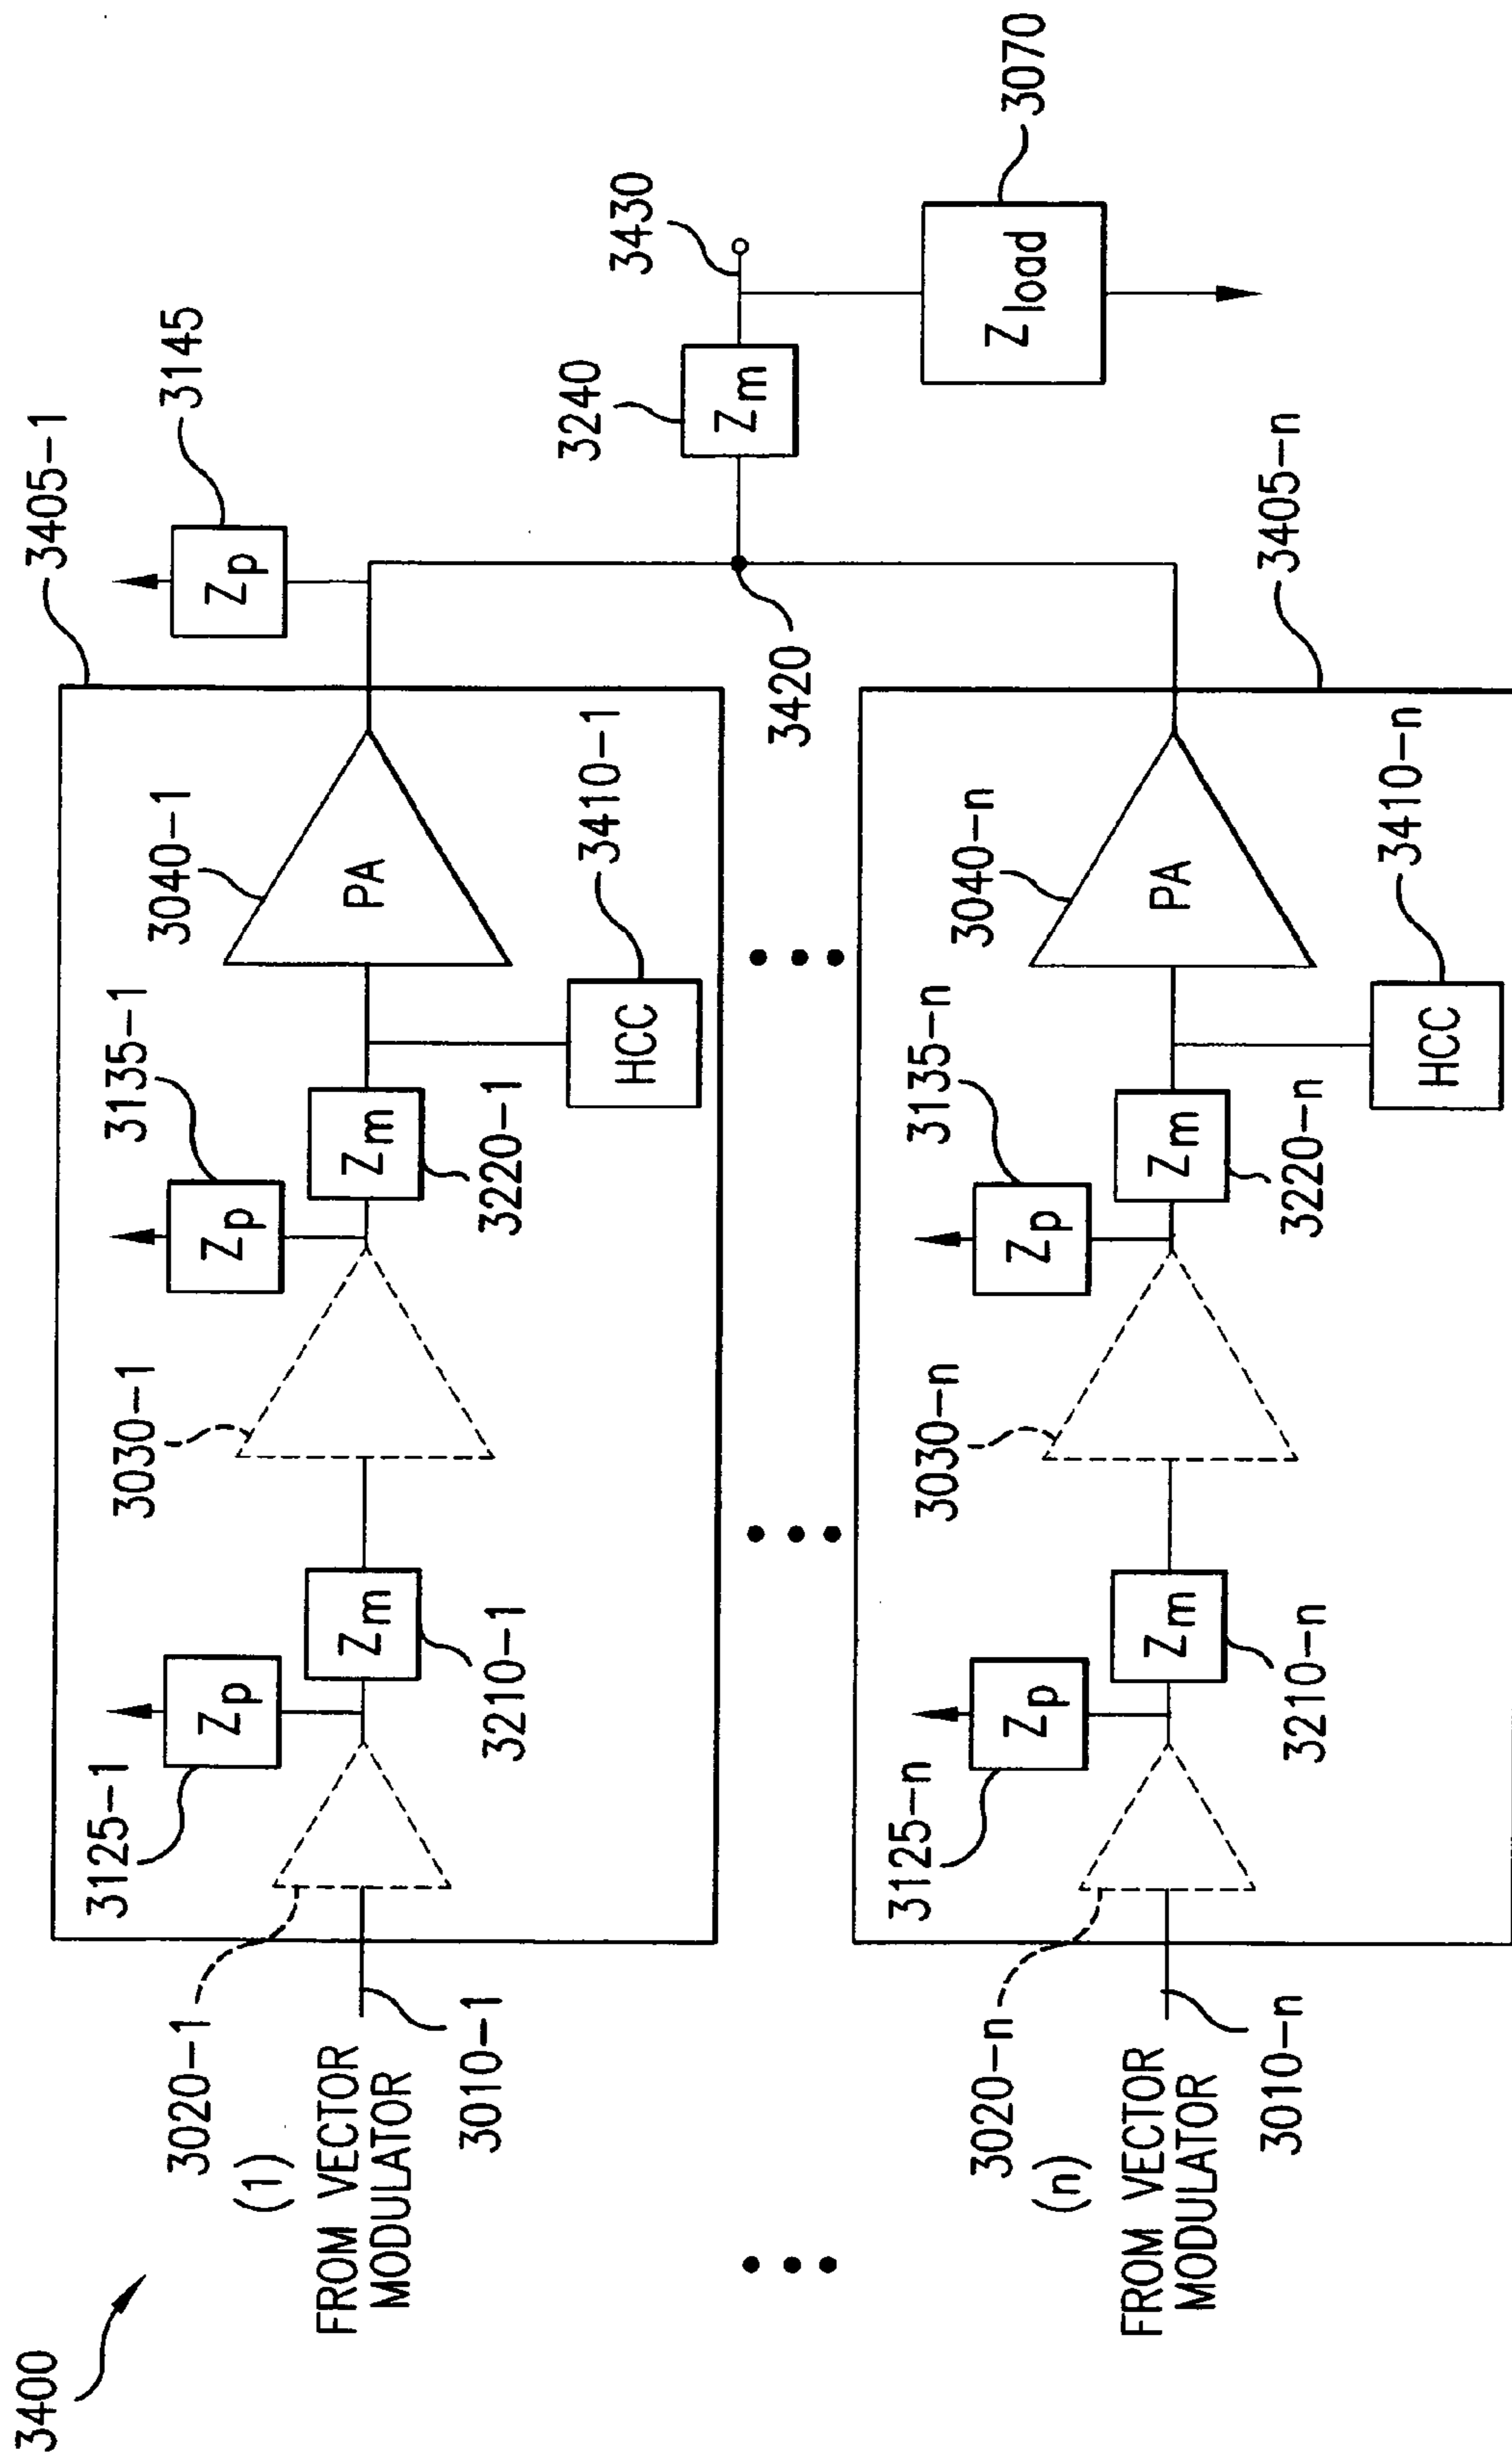 3400
3405-1
3145
Zp
3240
Zm
3430
3070
Zload
3420
3020-1
(1)
FROM VECTOR
MODULATOR
3010-1
3125-1
Zp
Zm
3210-1
3030-1
3135-1
Zp
Zm
3220-1
3040-1
PA
HCC
3410-1
3405-n
3020-n
(n)
FROM VECTOR
MODULATOR
3010-n
3125-n
Zp
Zm
3210-n
3030-n
3135-n
Zp
Zm
3220-n
3040-n
PA
HCC
3410-n